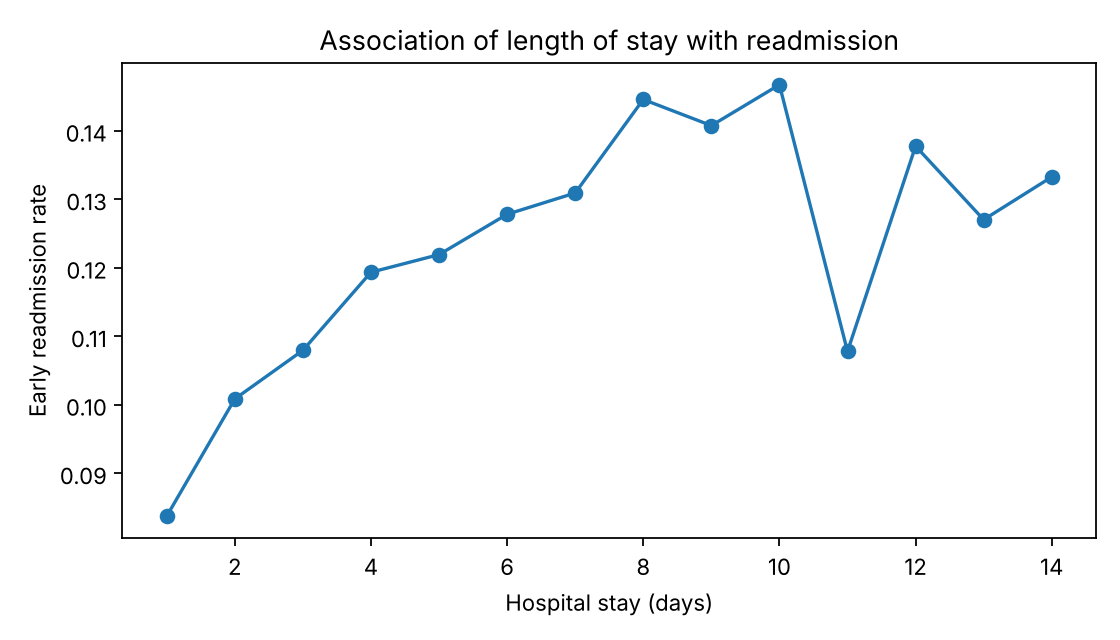 Association of length of stay with readmission
Early readmission rate
0.14
0.13
0.12
0.11
0.10
0.09
2 4 6 8 10 12 14
Hospital stay (days)